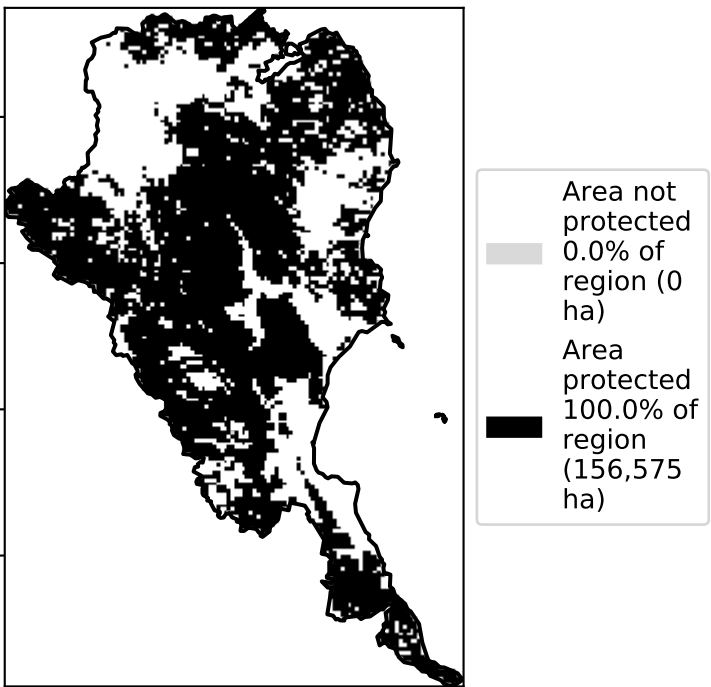 Area not
protected
0.0% of
region (0
ha)
Area
protected
100.0% of
region
(156,575
ha)